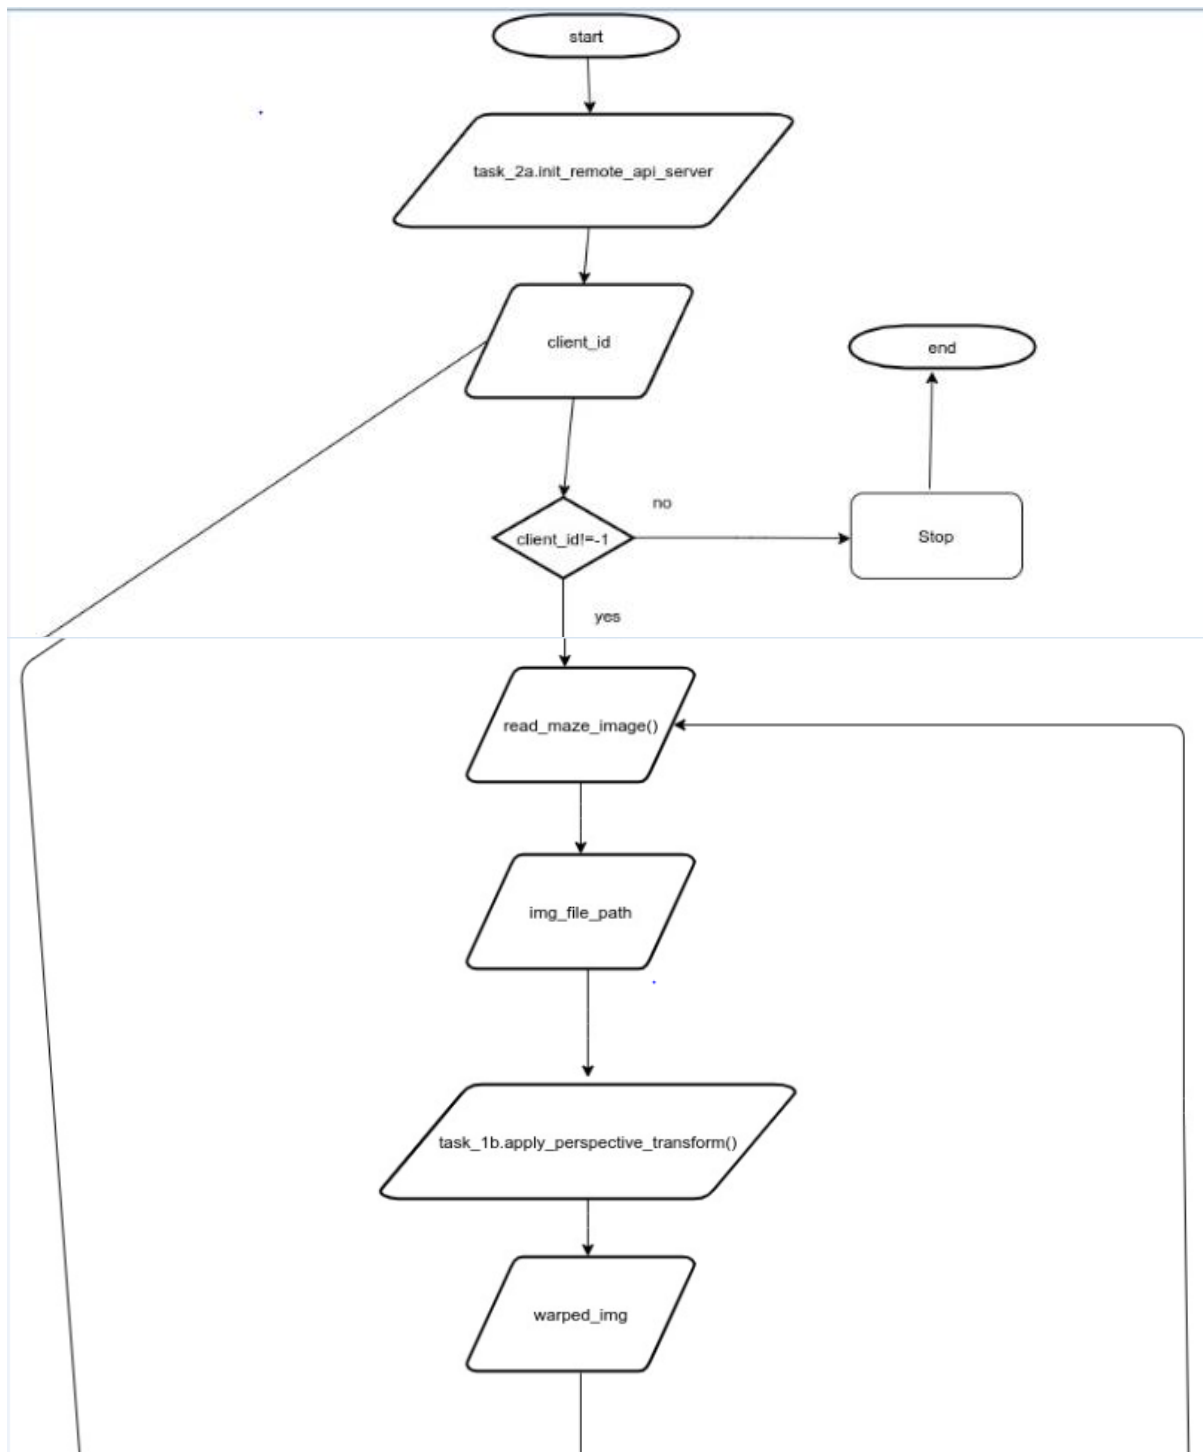 start
task_2a.init_remote_api_server
client_id
end
no
client_id!=-1
Stop
yes
read_maze_image()
img_file_path
task_1b.apply_perspective_transform()
warped_img